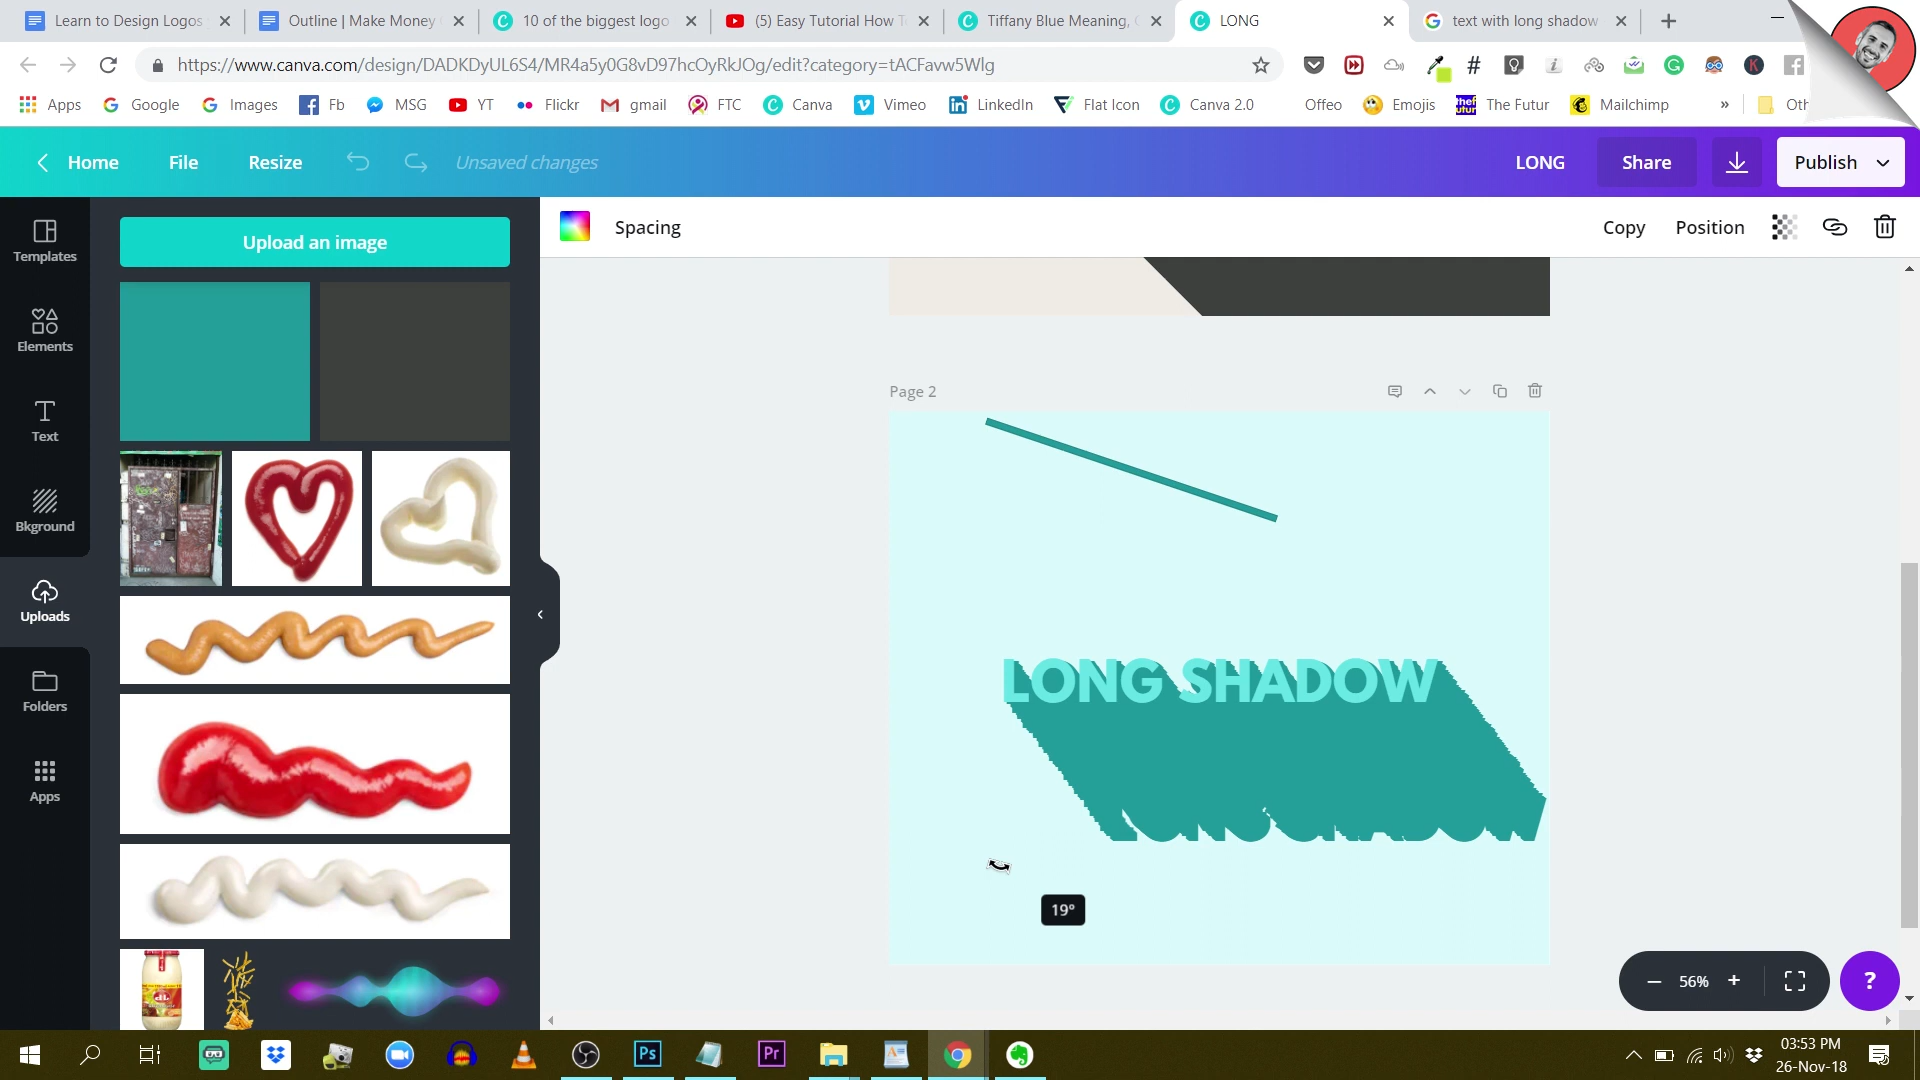 Learn to Design Logos
Outline | Make Money
10 of the biggest logo
(5) Easy Tutorial How T
Tiffany Blue Meaning,
LONG
text with long shadow
https://www.canva.com/design/DADKDyUL6S4/MR4a5y0G8vD97hcOyRkJOg/edit?category=tACFavw5Wlg
Apps
Google
Images
Fb
MSG
YT
Flickr
gmail
FTC
Canva
Vimeo
LinkedIn
Flat Icon
Canva 2.0
Offeo
Emojis
The Futur
Mailchimp
»
Oth
Home
File
Resize
Unsaved changes
LONG
Share
Publish
Upload an image
Spacing
Copy
Position
Templates
Elements
Text
Bkground
Uploads
Folders
Apps
Page 2
LONG SHADOW
19°
56%
?
Ps
Pr
03:53 PM
26-Nov-18